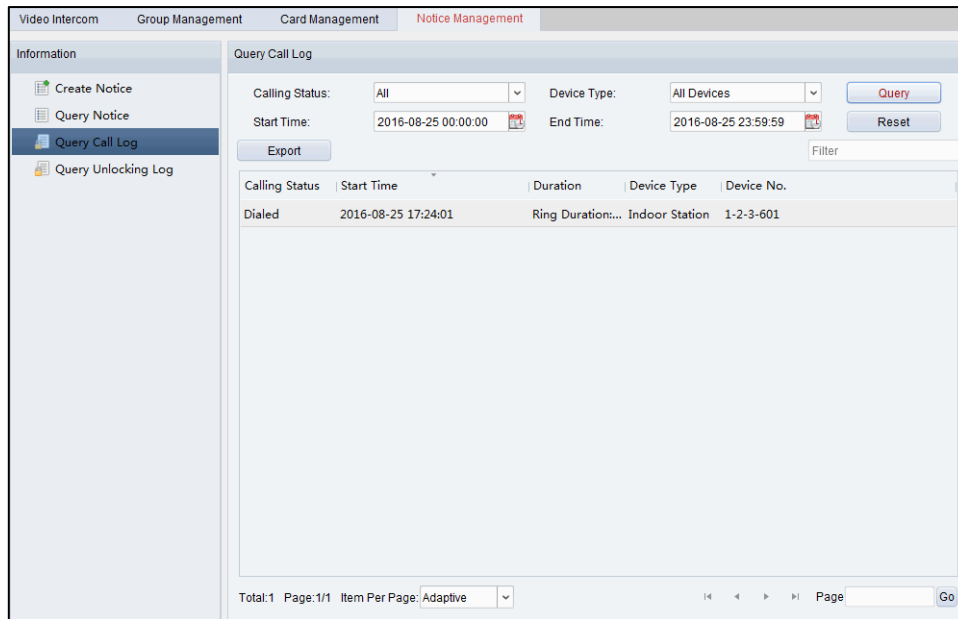 Video Intercom Group Management Card Management Notice Management
Information
Query Call Log
Create Notice
Query Notice
Query Call Log
Query Unlocking Log
Calling Status: All Device Type: All Devices Query
Start Time: 2016-08-25 00:00:00 End Time: 2016-08-25 23:59:59 Reset
Export Filter
Calling Status Start Time Duration Device Type Device No.
Dialed 2016-08-25 17:24:01 Ring Duration:... Indoor Station 1-2-3-601
Total:1 Page:1/1 Item Per Page: Adaptive Page Go